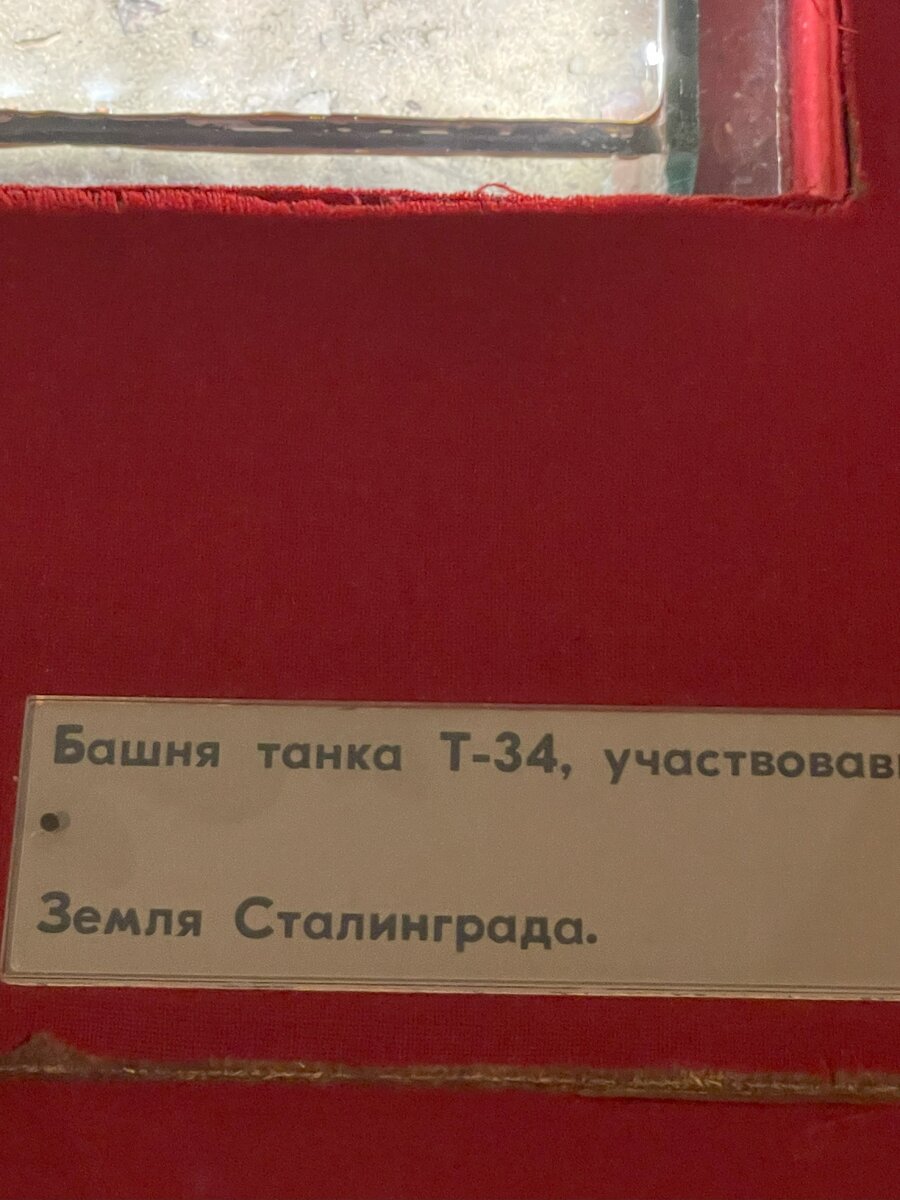 Башня танка Т-34, участвовав
Земля Сталинграда.